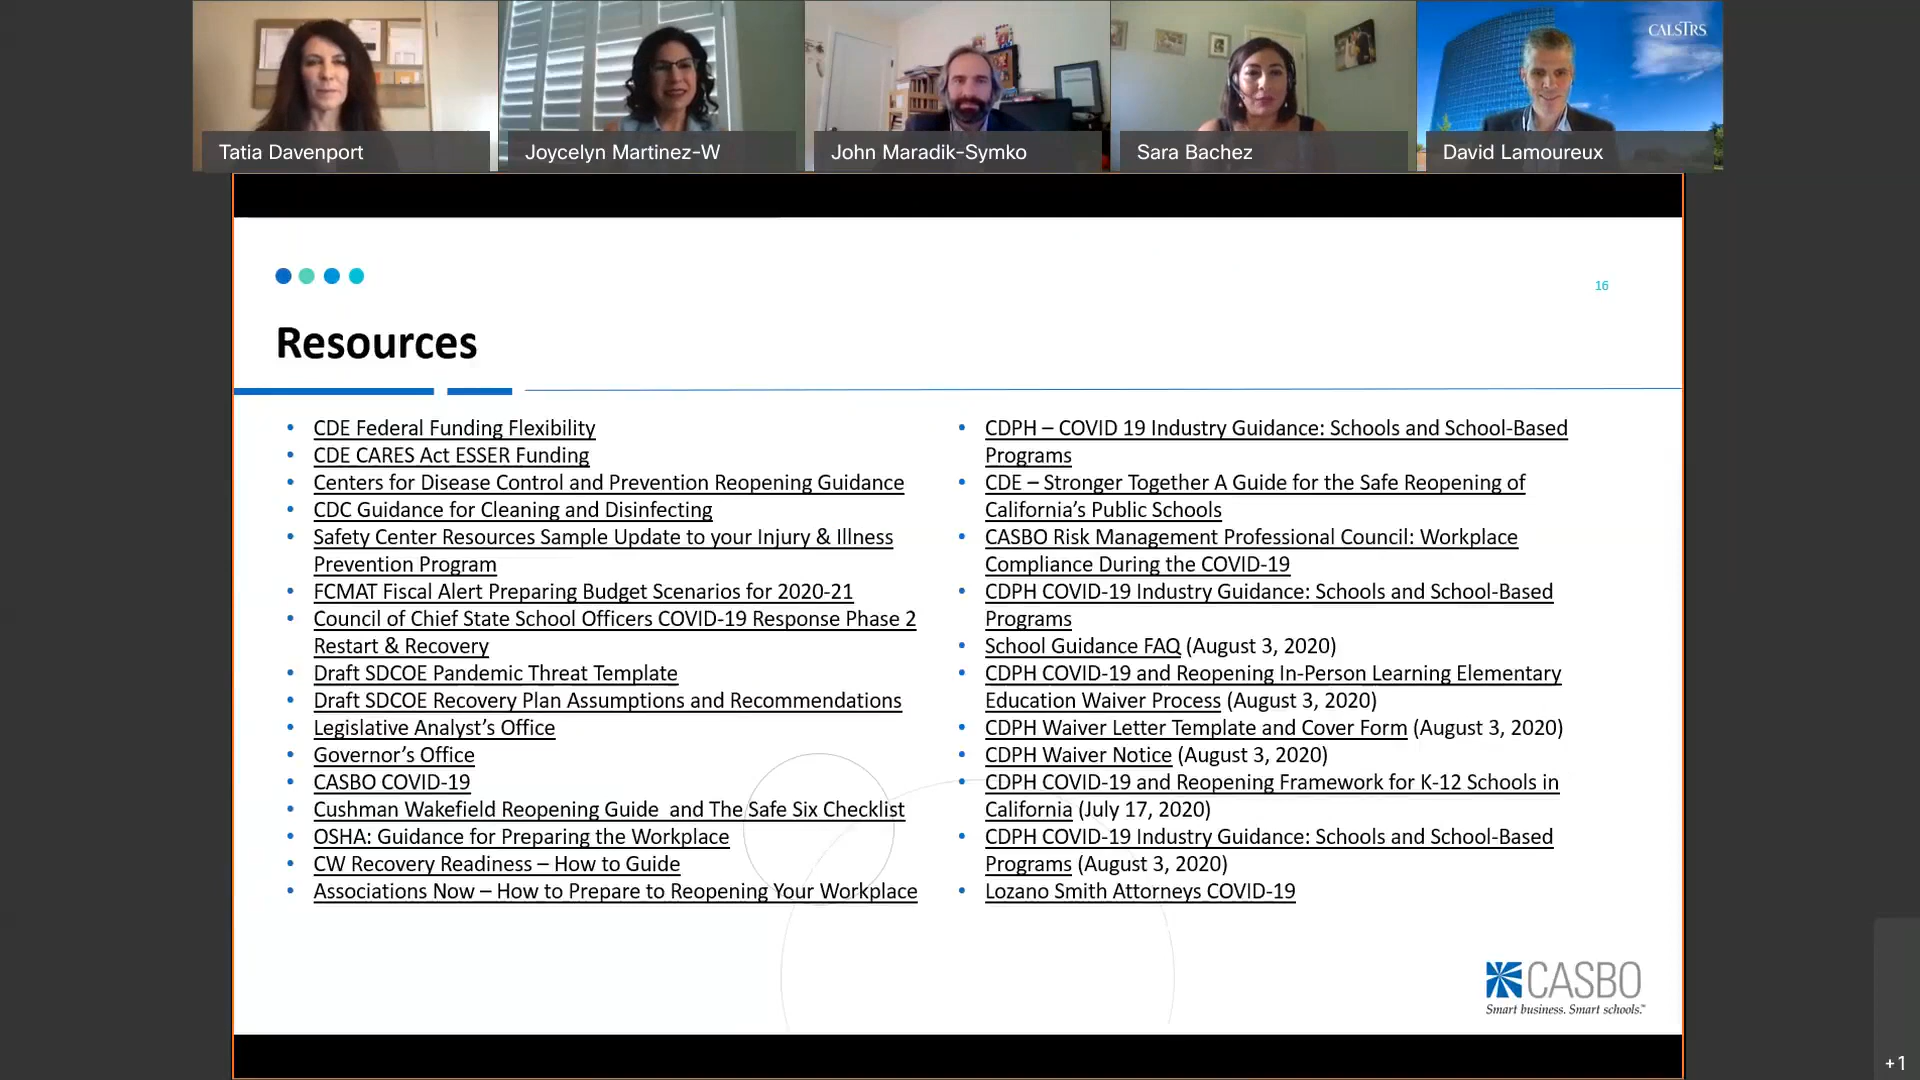 CALSTRS
Tatia Davenport
Joycelyn Martinez-W
John Maradik-Symko
Sara Bachez
David Lamoureux
16
Resources
• CDE Federal Funding Flexibility
• CDE CARES Act ESSER Funding
• Centers for Disease Control and Prevention Reopening Guidance
• CDC Guidance for Cleaning and Disinfecting
• Safety Center Resources Sample Update to your Injury & Illness
Prevention Program
• FCMAT Fiscal Alert Preparing Budget Scenarios for 2020-21
• Council of Chief State School Officers COVID-19 Response Phase 2
Restart & Recovery
• Draft SDCOE Pandemic Threat Template
• Draft SDCOE Recovery Plan Assumptions and Recommendations
• Legislative Analyst’s Office
• Governor’s Office
• CASBO COVID-19
• Cushman Wakefield Reopening Guide and The Safe Six Checklist
• OSHA: Guidance for Preparing the Workplace
• CW Recovery Readiness – How to Guide
• Associations Now – How to Prepare to Reopening Your Workplace
• CDPH – COVID 19 Industry Guidance: Schools and School-Based
Programs
• CDE – Stronger Together A Guide for the Safe Reopening of
California’s Public Schools
• CASBO Risk Management Professional Council: Workplace
Compliance During the COVID-19
• CDPH COVID-19 Industry Guidance: Schools and School-Based
Programs
• School Guidance FAQ (August 3, 2020)
• CDPH COVID-19 and Reopening In-Person Learning Elementary
Education Waiver Process (August 3, 2020)
• CDPH Waiver Letter Template and Cover Form (August 3, 2020)
• CDPH Waiver Notice (August 3, 2020)
• CDPH COVID-19 and Reopening Framework for K-12 Schools in
California (July 17, 2020)
• CDPH COVID-19 Industry Guidance: Schools and School-Based
Programs (August 3, 2020)
• Lozano Smith Attorneys COVID-19
CASBO
Smart business. Smart schools.™
+1